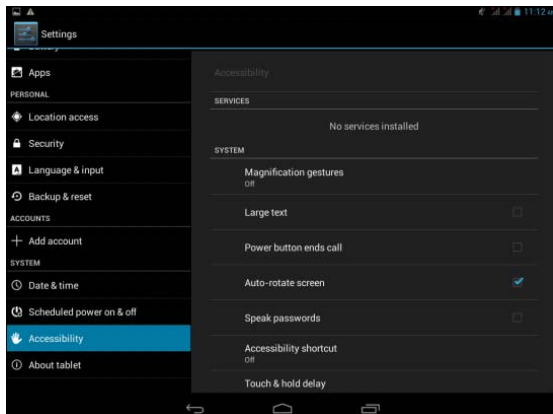 11:12
Settings
Battery
Apps
PERSONAL
Location access
Security
Language & input
Backup & reset
ACCOUNTS
Add account
SYSTEM
Date & time
Scheduled power on & off
Accessibility
About tablet
Accessibility
SERVICES
No services installed
SYSTEM
Magnification gestures
Off
Large text
Power button ends call
Auto-rotate screen
Speak passwords
Accessibility shortcut
Off
Touch & hold delay